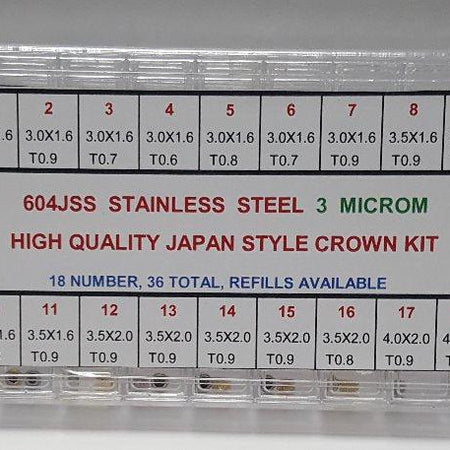 2 3 4 5 6 7 8
.6 3.0X1.6 3.0X1.6 3.0X1.6 3.0X1.6 3.0X1.6 3.0X1.6 3.5X1.6
T0.9 T0.7 T0.6 T0.8 T0.7 T0.9 T0.9
604JSS STAINLESS STEEL 3 MICROM
HIGH QUALITY JAPAN STYLE CROWN KIT
18 NUMBER, 36 TOTAL, REFILLS AVAILABLE
11 12 13 14 15 16 17
1.6 3.5X1.6 3.5X2.0 3.5X2.0 3.5X2.0 3.5X2.0 3.5X2.0 4.0X2.0 4
T0.9 T0.9 T0.9 T0.9 T0.9 T0.8 T0.9